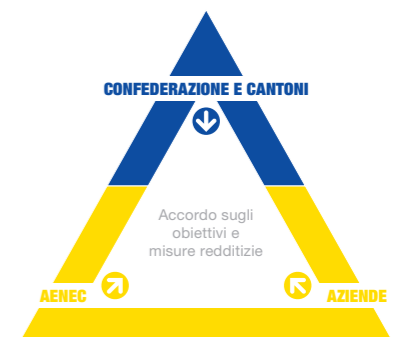 CONFEDERAZIONE E CANTONI
Accordo sugli
obiettivi e
misure redditizie
AENEC
AZIENDE